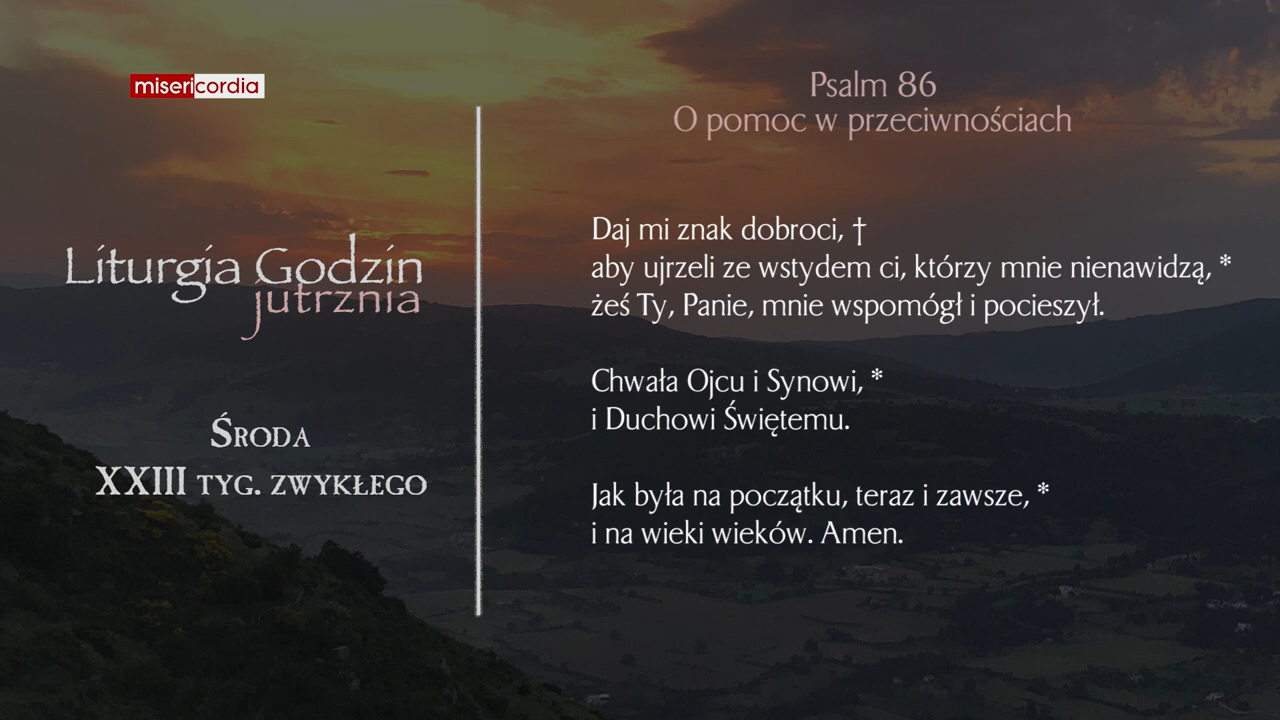 misericordia
Liturgia Godzin
jutrznia
Środa
XXIII tyg. zwykłego
Psalm 86
O pomoc w przeciwnościach
Daj mi znak dobroci, †
aby ujrzeli ze wstydem ci, którzy mnie nienawidzą, *
żeś Ty, Panie, mnie wspomógł i pocieszył.
Chwała Ojcu i Synowi, *
i Duchowi Świętemu.
Jak była na początku, teraz i zawsze, *
i na wieki wieków. Amen.